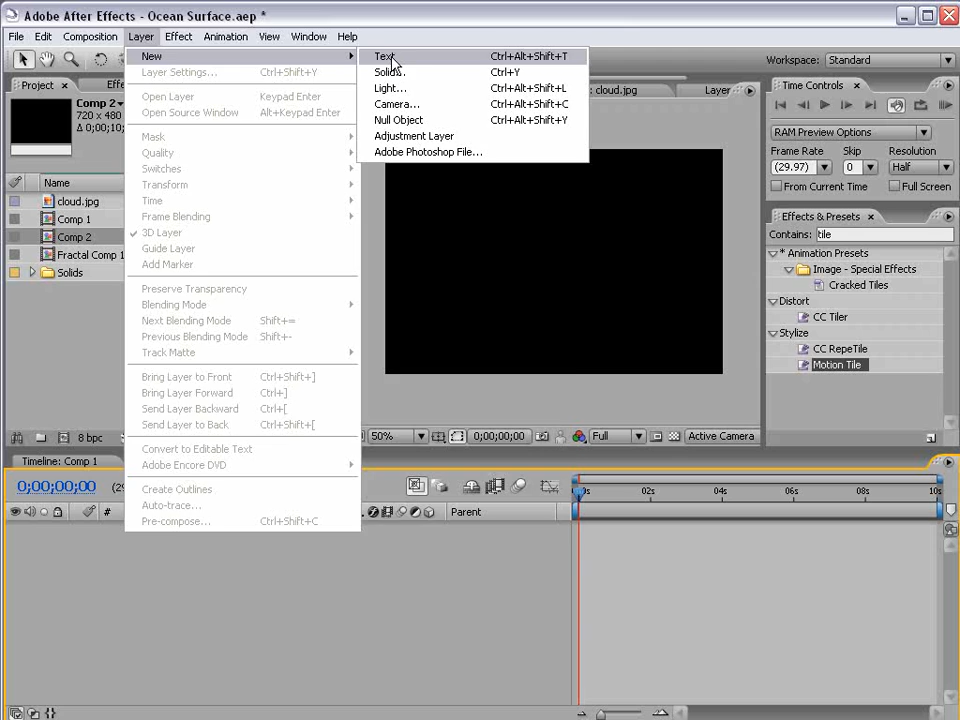 Adobe After Effects - Ocean Surface.aep *
File Edit Composition Layer Effect Animation View Window Help
Workspace: Standard
New
Layer Settings... Ctrl+Shift+Y
Open Layer Keypad Enter
Open Source Window Alt+Keypad Enter
Mask
Quality
Switches
Transform
Time
Frame Blending
3D Layer
Guide Layer
Add Marker
Preserve Transparency
Blending Mode
Next Blending Mode Shift+=
Previous Blending Mode Shift+-
Track Matte
Bring Layer to Front Ctrl+Shift+]
Bring Layer Forward Ctrl+]
Send Layer Backward Ctrl+[
Send Layer to Back Ctrl+Shift+[
Convert to Editable Text
Adobe Encore DVD
Create Outlines
Auto-trace...
Pre-compose... Ctrl+Shift+C
Text Ctrl+Alt+Shift+T
Solid... Ctrl+Y
Light... Ctrl+Alt+Shift+L
Camera... Ctrl+Alt+Shift+C
Null Object Ctrl+Alt+Shift+Y
Adjustment Layer
Adobe Photoshop File...
Project Effe
Comp 2
720 x 480
Δ 0;00;10;
Name
cloud.jpg
Comp 1
Comp 2
Fractal Comp 1
Solids
8 bpc
: cloud.jpg Layer
50% 0;00;00;00 Full Active Camera
Time Controls
RAM Preview Options
Frame Rate Skip Resolution
(29.97) 0 Half
From Current Time Full Screen
Effects & Presets
Contains: tile
* Animation Presets
Image - Special Effects
Cracked Tiles
Distort
CC Tiler
Stylize
CC RepeTile
Motion Tile
Timeline: Comp 1
0;00;00;00 (29
# Parent
02s 04s 06s 08s 10s